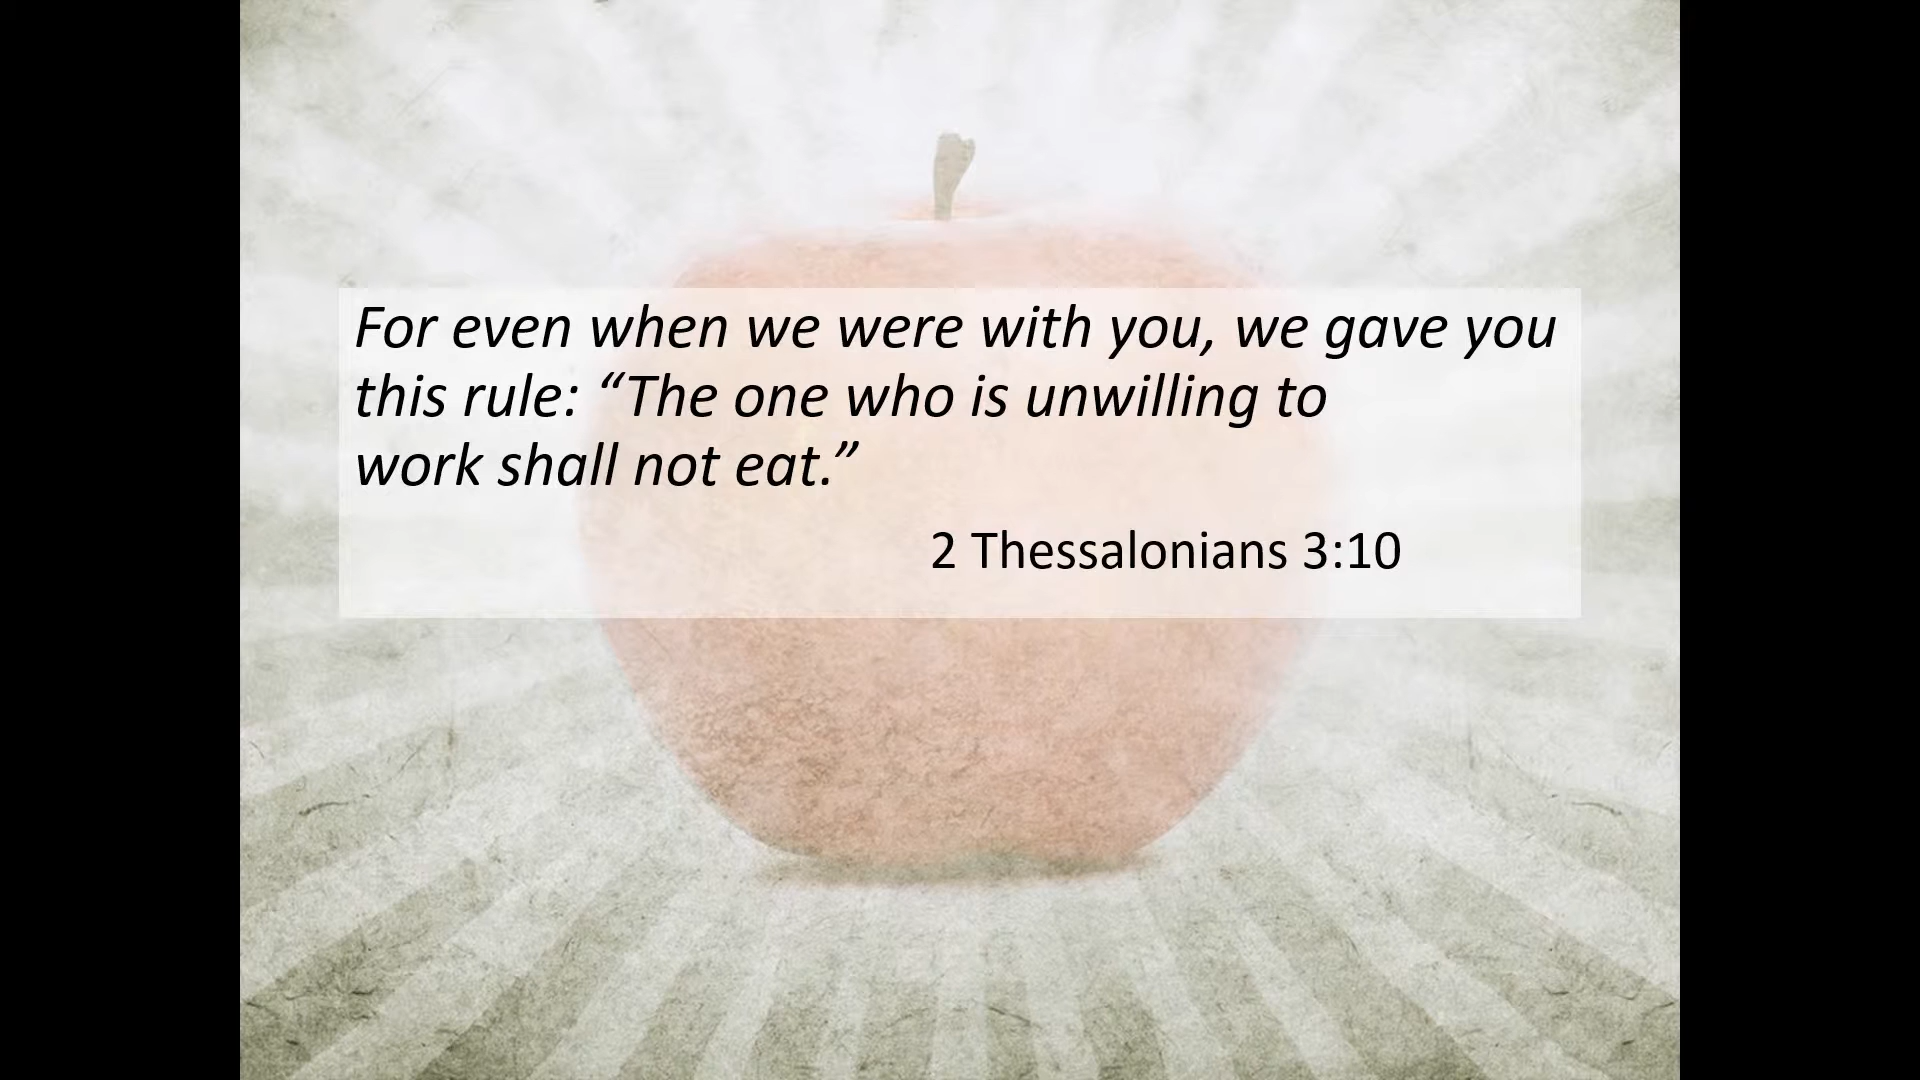 For even when we were with you, we gave you
this rule: “The one who is unwilling to
work shall not eat.”
2 Thessalonians 3:10